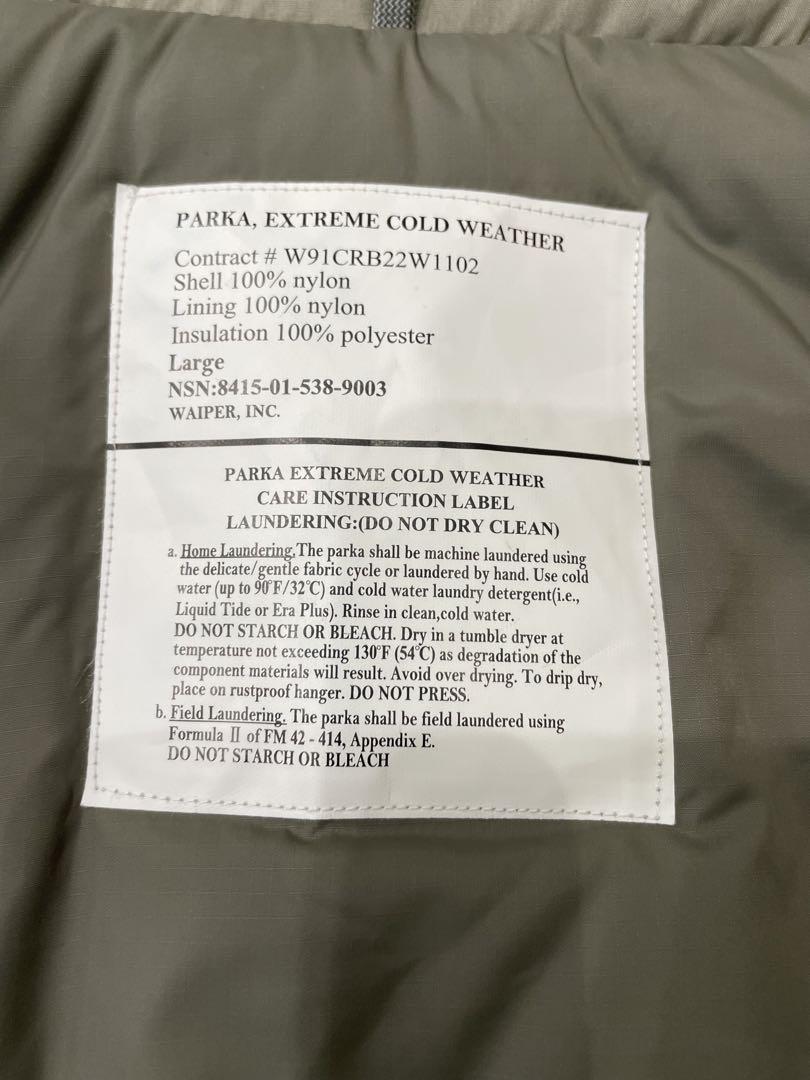 PARKA, EXTREME COLD WEATHER
Contract # W91CRB22W1102
Shell 100% nylon
Lining 100% nylon
Insulation 100% polyester
Large
NSN:8415-01-538-9003
WAIPER, INC.
PARKA EXTREME COLD WEATHER
CARE INSTRUCTION LABEL
LAUNDERING:(DO NOT DRY CLEAN)
a. Home Laundering.The parka shall be machine laundered using
the delicate/gentle fabric cycle or laundered by hand. Use cold
water (up to 90°F/32℃) and cold water laundry detergent(i.e.,
Liquid Tide or Era Plus). Rinse in clean,cold water.
DO NOT STARCH OR BLEACH. Dry in a tumble dryer at
temperature not exceeding 130°F (54℃) as degradation of the
component materials will result. Avoid over drying. To drip dry,
place on rustproof hanger. DO NOT PRESS.
b. Field Laundering. The parka shall be field laundered using
Formula Ⅱ of FM 42 - 414, Appendix E.
DO NOT STARCH OR BLEACH